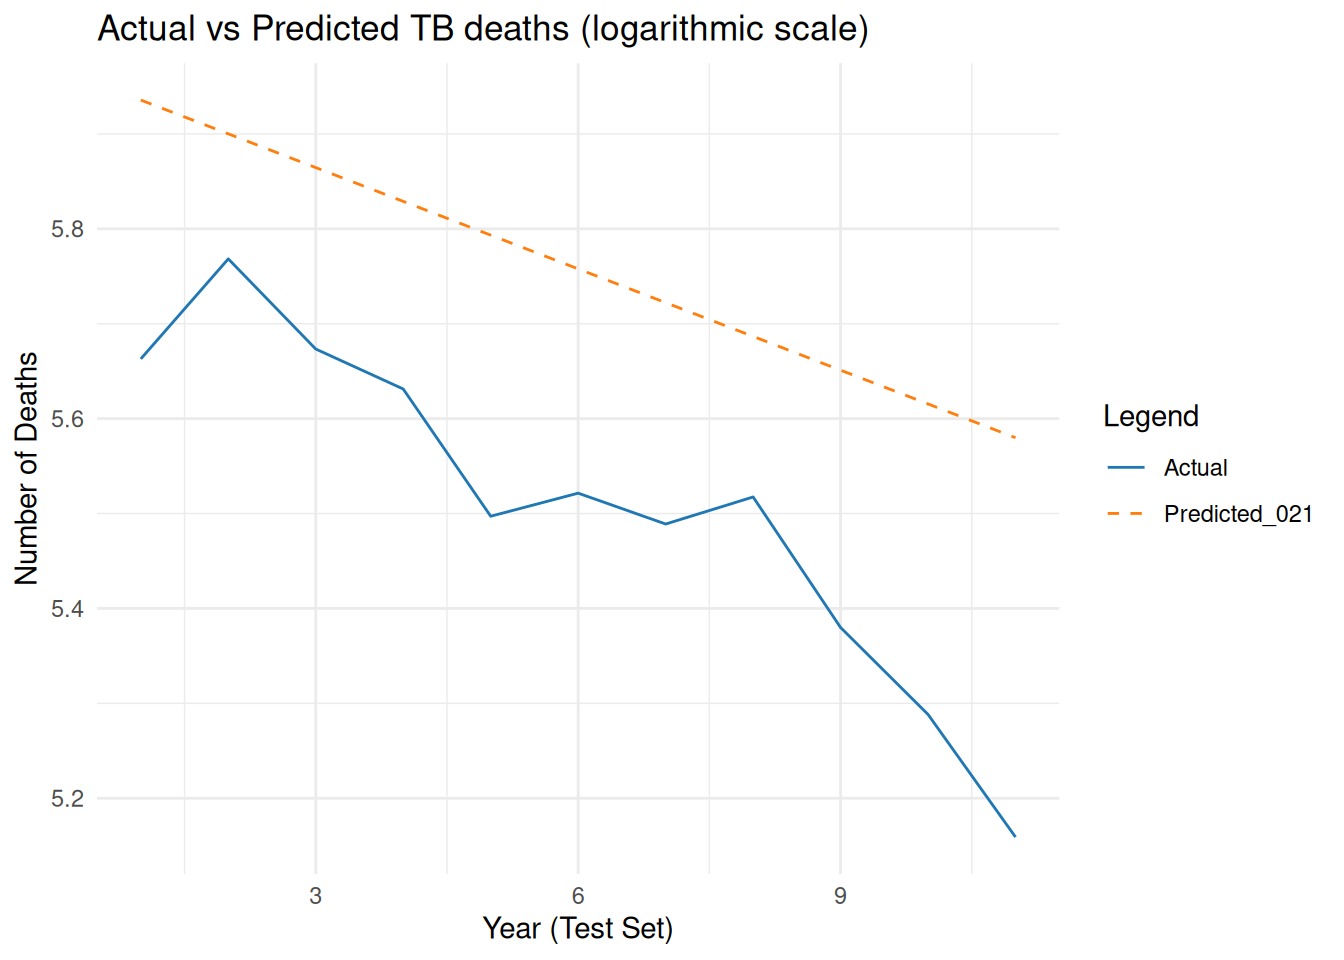 Actual vs Predicted TB deaths (logarithmic scale)
Number of Deaths
5.8
5.6
5.4
5.2
3
6
9
Year (Test Set)
Legend
Actual
Predicted_021